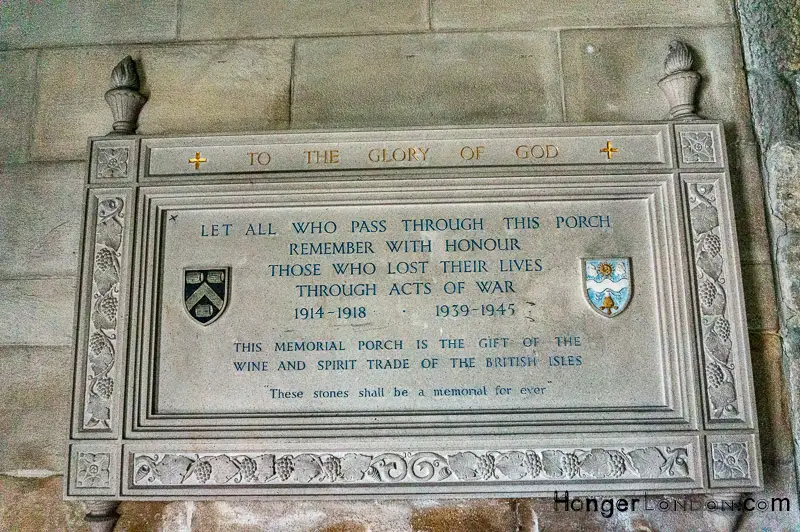 + TO THE GLORY OF GOD +
LET ALL WHO PASS THROUGH THIS PORCH
REMEMBER WITH HONOUR
THOSE WHO LOST THEIR LIVES
THROUGH ACTS OF WAR
1914-1918 · 1939-1945
THIS MEMORIAL PORCH IS THE GIFT OF THE
WINE AND SPIRIT TRADE OF THE BRITISH ISLES
"These stones shall be a memorial for ever"
HongerLondon.com